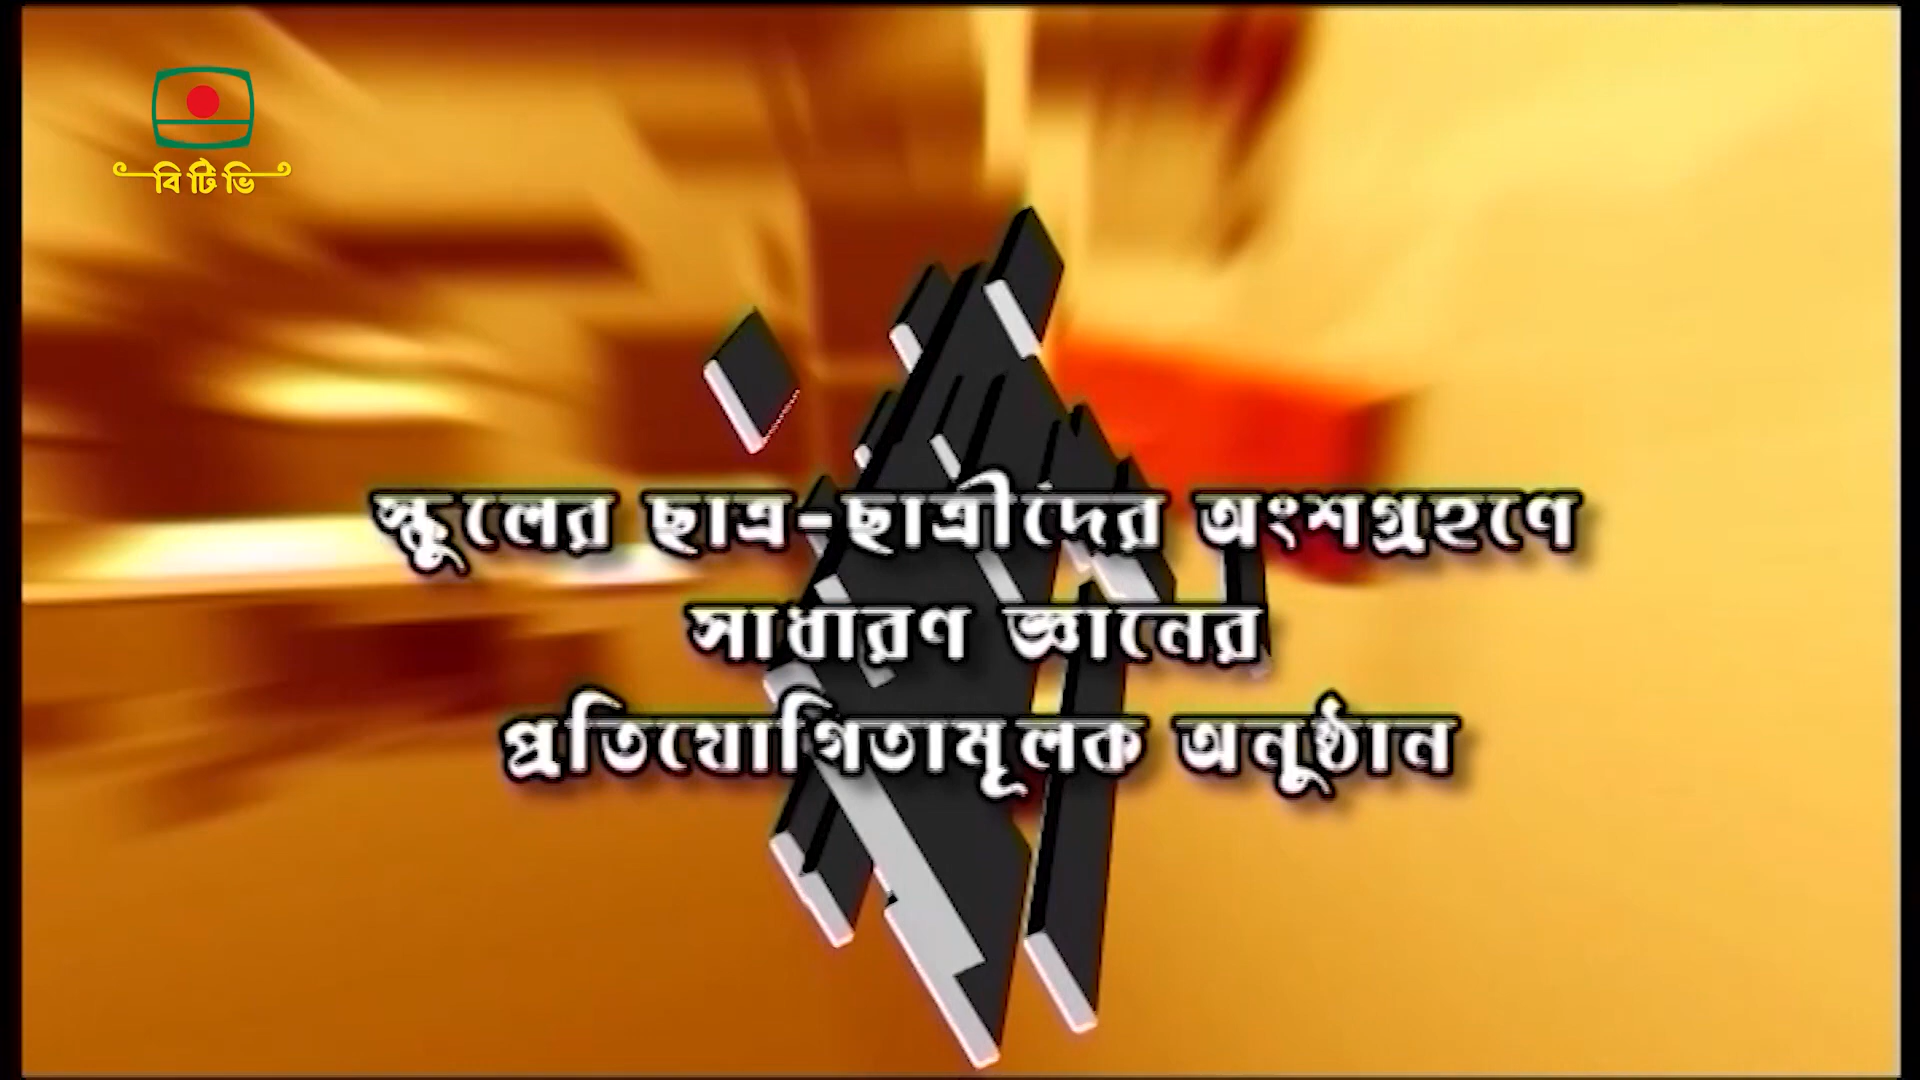 বিটিভি
স্কুলের ছাত্র-ছাত্রীদের অংশগ্রহণে
সাধারণ জ্ঞানের
প্রতিযোগিতামূলক অনুষ্ঠান